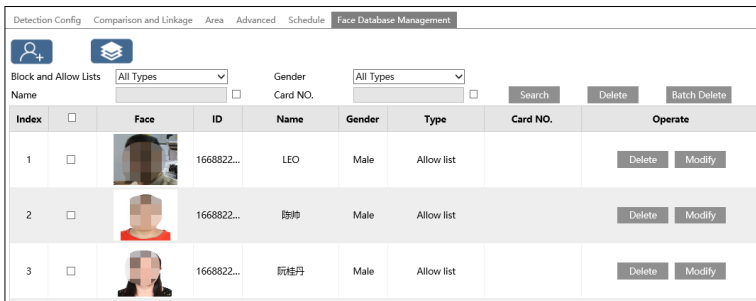 Detection Config Comparison and Linkage Area Advanced Schedule Face Database Management
Block and Allow Lists All Types Gender All Types
Name Card NO. Search Delete Batch Delete
Index Face ID Name Gender Type Card NO. Operate
1 1668822... LEO Male Allow list Delete Modify
2 1668822... 陈帅 Male Allow list Delete Modify
3 1668822... 阮桂丹 Male Allow list Delete Modify